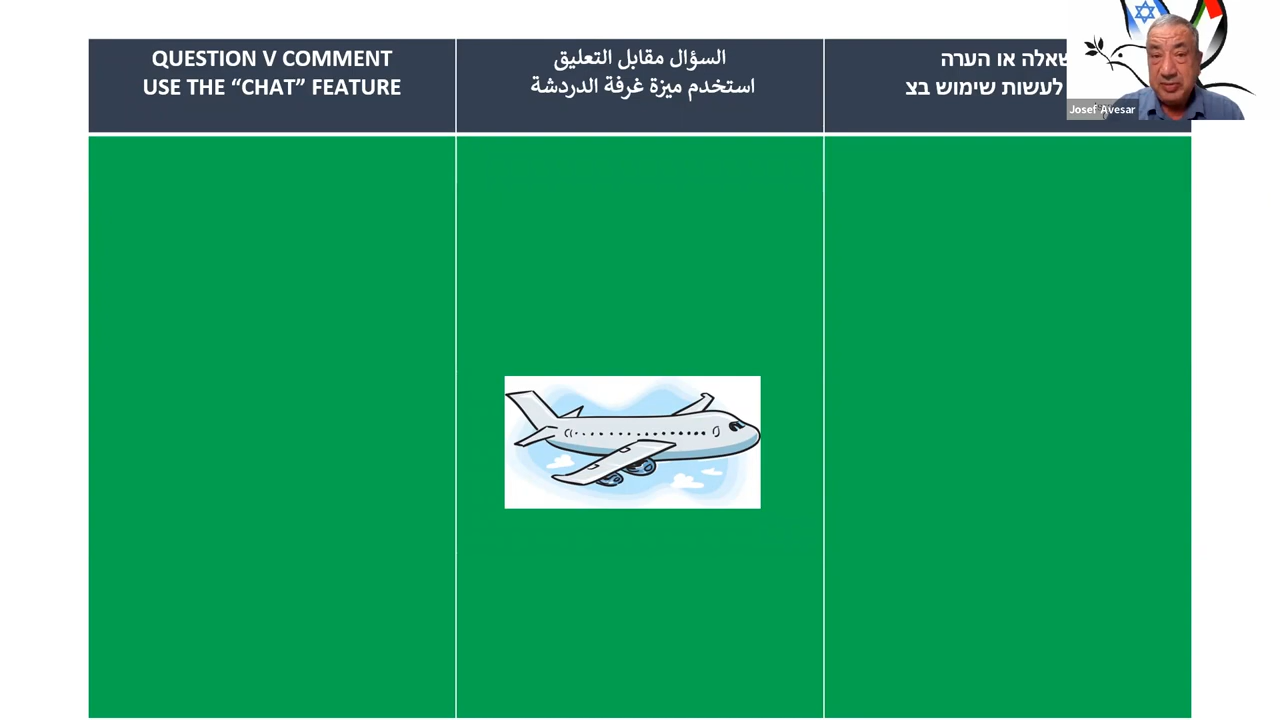 QUESTION V COMMENT
USE THE “CHAT” FEATURE
السؤال مقابل التعليق
استخدم ميزة غرفة الدردشة
או הערה
לעשות שימוש
Josef Avesar